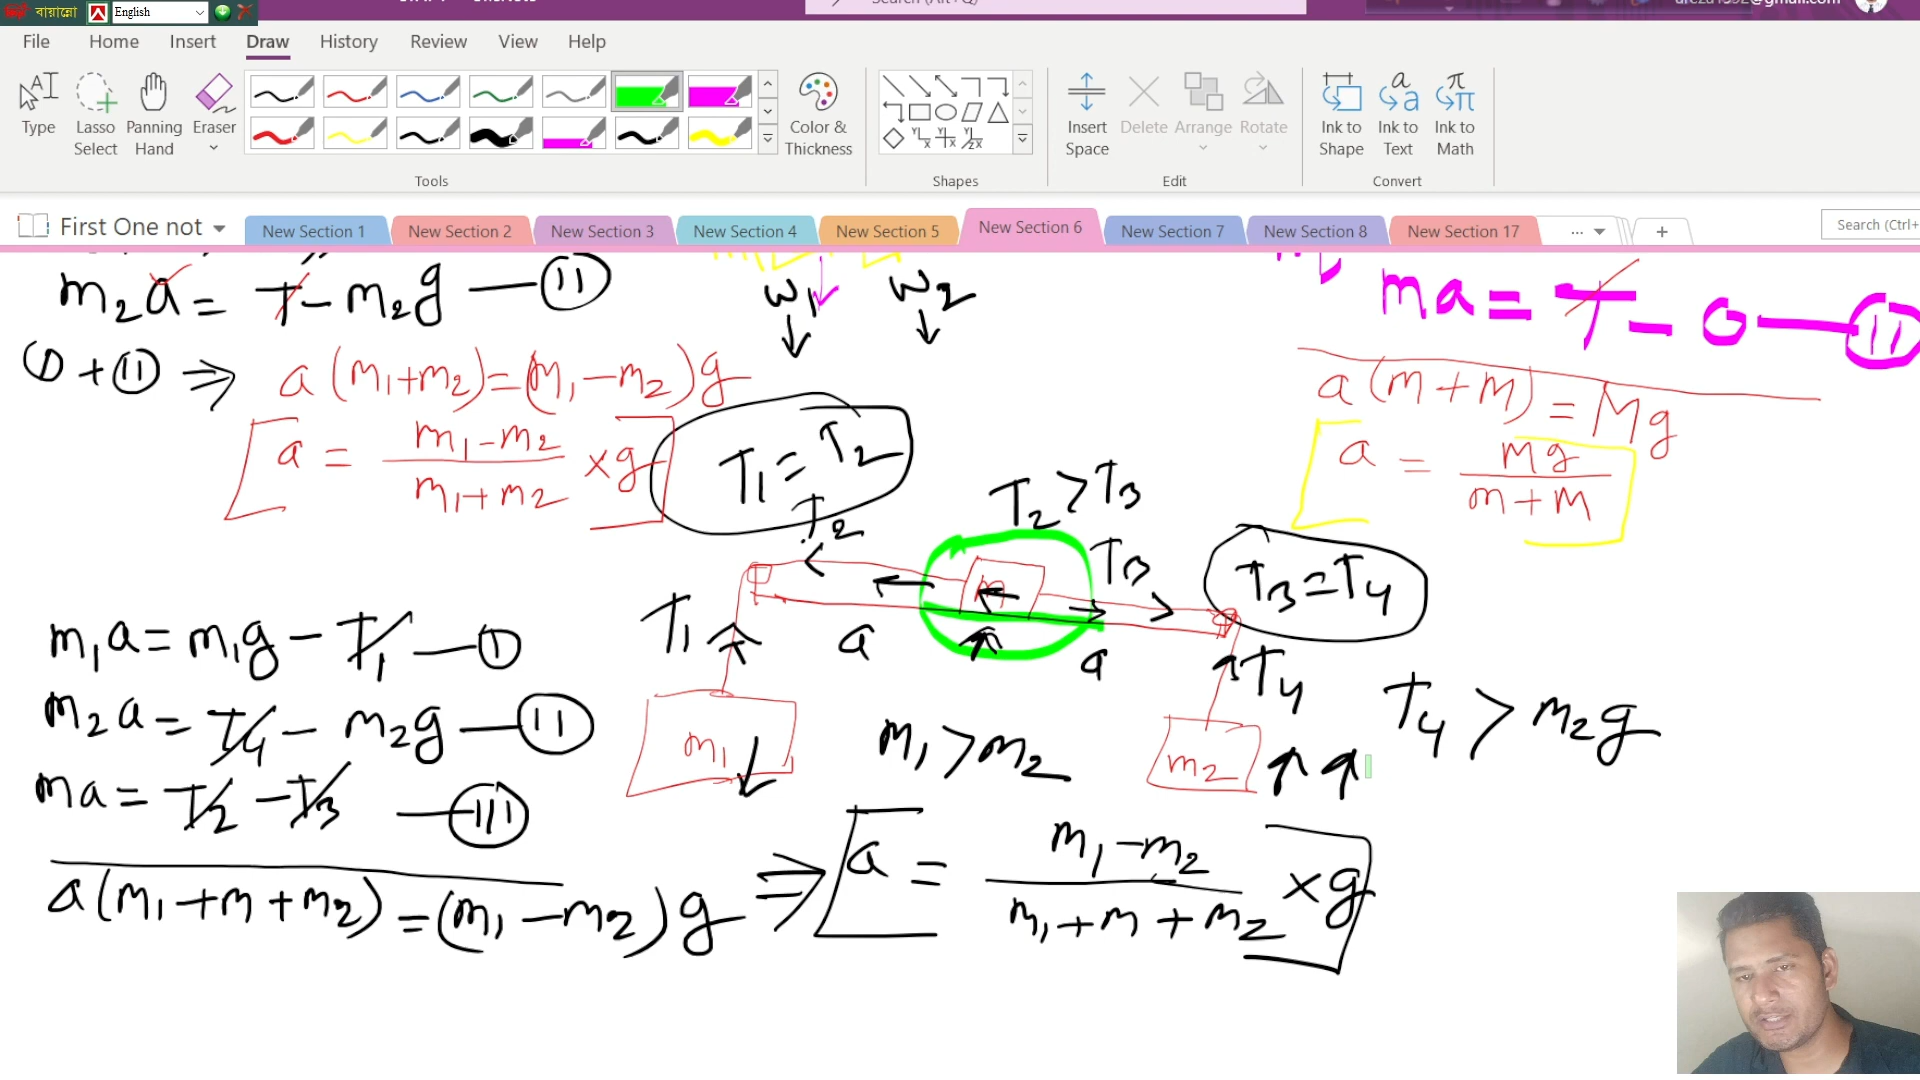 বায়ান্নো English
Search (Alt+Q)
File Home Insert Draw History Review View Help
Type Lasso Select Panning Hand Eraser Color & Thickness Insert Space Delete Arrange Rotate Ink to Shape Ink to Text Ink to Math
Tools Shapes Edit Convert
First One not New Section 1 New Section 2 New Section 3 New Section 4 New Section 5 New Section 6 New Section 7 New Section 8 New Section 17 ... + Search (Ctrl+
m₂a = T - m₂g — (II)
W₁ W₂
ma = T - 0 — (II)
(I) + (II) ⇒ a(m₁+m₂) = (m₁-m₂)g
a = (m₁-m₂)/(m₁+m₂) × g
T₁ = T₂
a(m+M) = Mg
a = Mg/(m+M)
T₂ > T₃
T₂ m T₃
T₃ = T₄
T₁ a a T₄
m₁a = m₁g - T₁ — (I)
m₂a = T₄ - m₂g — (II)
ma = T₂ - T₃ — (III)
m₁ m₁ > m₂ m₂
T₄ > m₂g
a(m₁+m+m₂) = (m₁-m₂)g ⇒ a = (m₁-m₂)/(m₁+m+m₂) × g